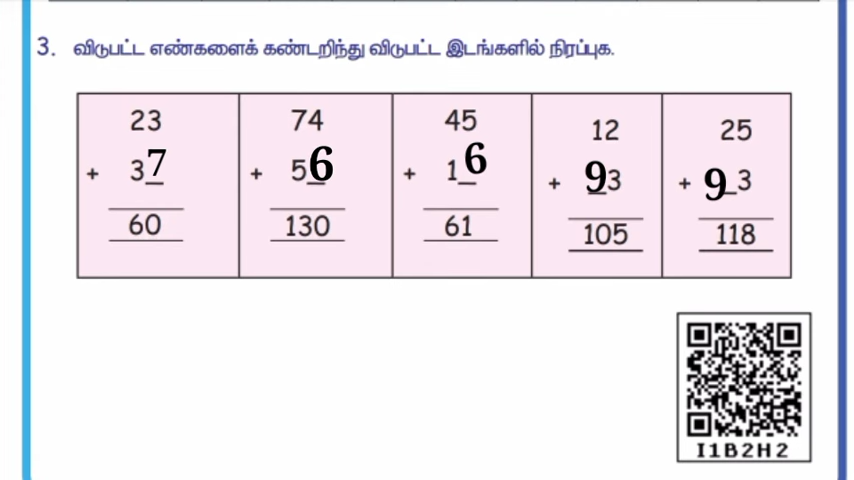 3. விடுபட்ட எண்களைக் கண்டறிந்து விடுபட்ட இடங்களில் நிரப்புக.
23 74 45 12 25
+ 37 + 56 + 16 + 93 + 93
60 130 61 105 118
I1B2H2